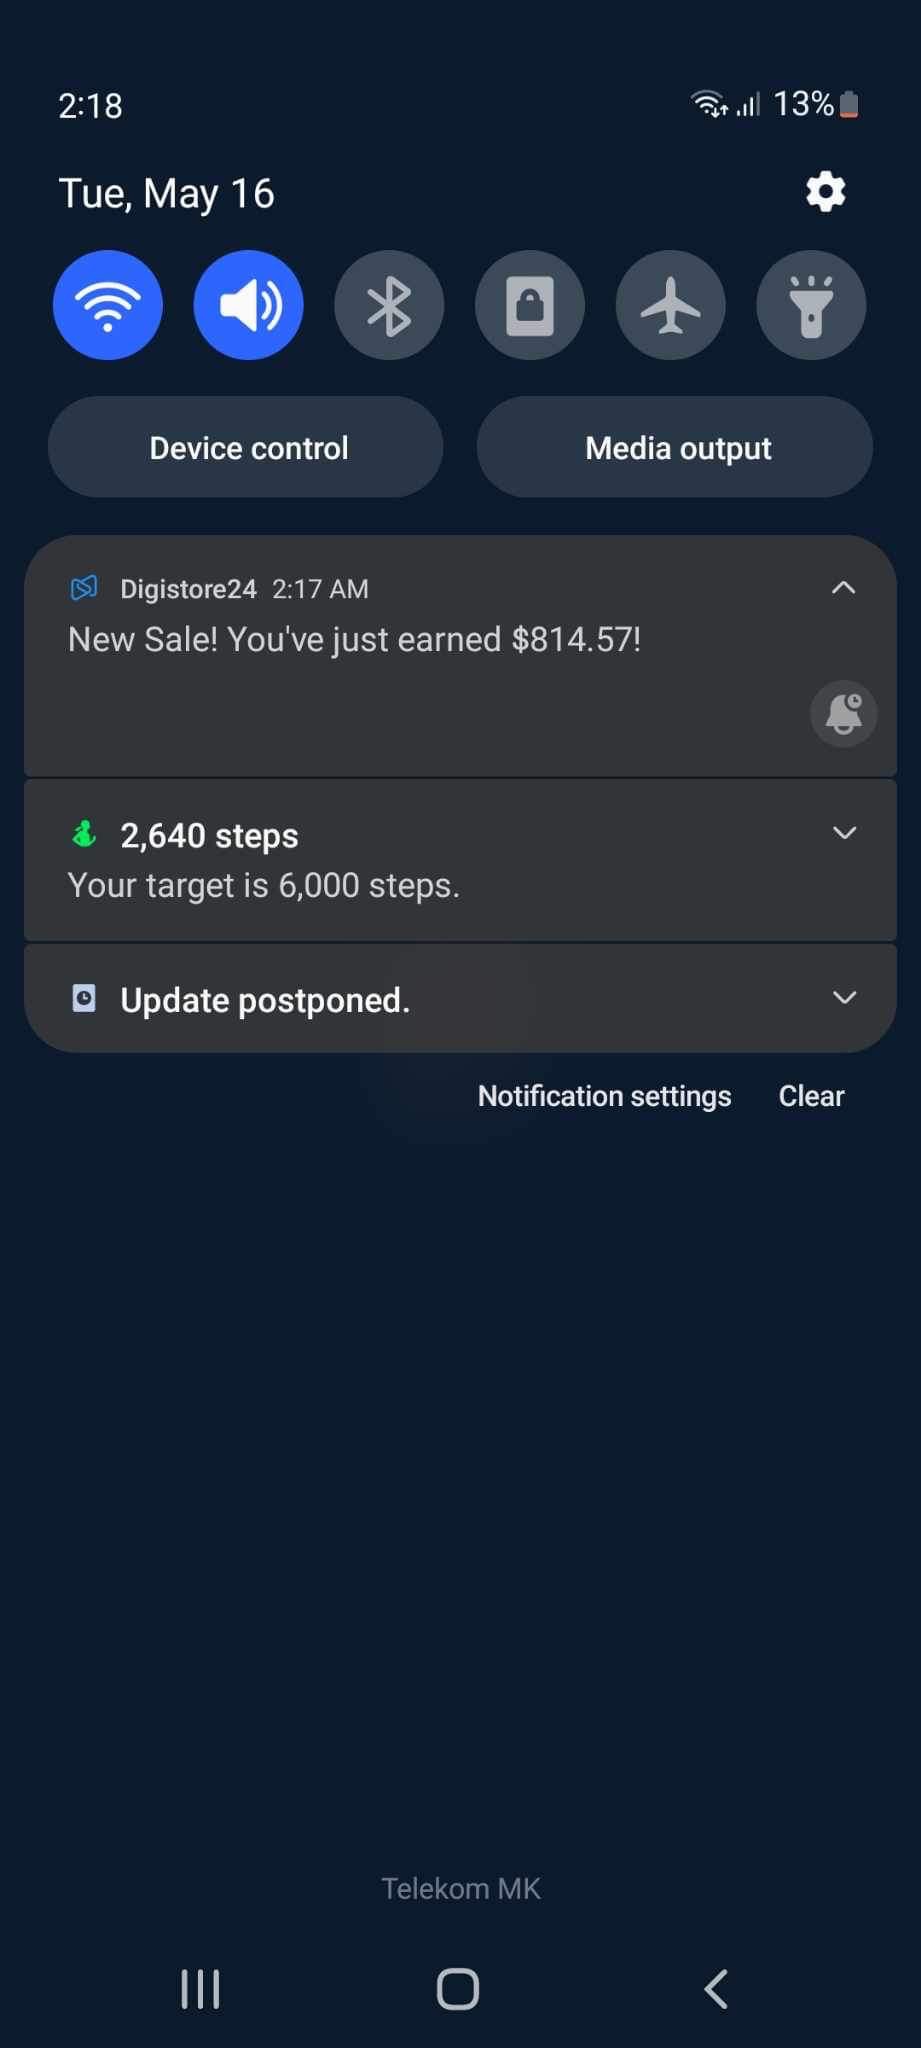 2:18
13%
Tue, May 16
Device control
Media output
Digistore24 2:17 AM
New Sale! You've just earned $814.57!
2,640 steps
Your target is 6,000 steps.
Update postponed.
Notification settings
Clear
Telekom MK